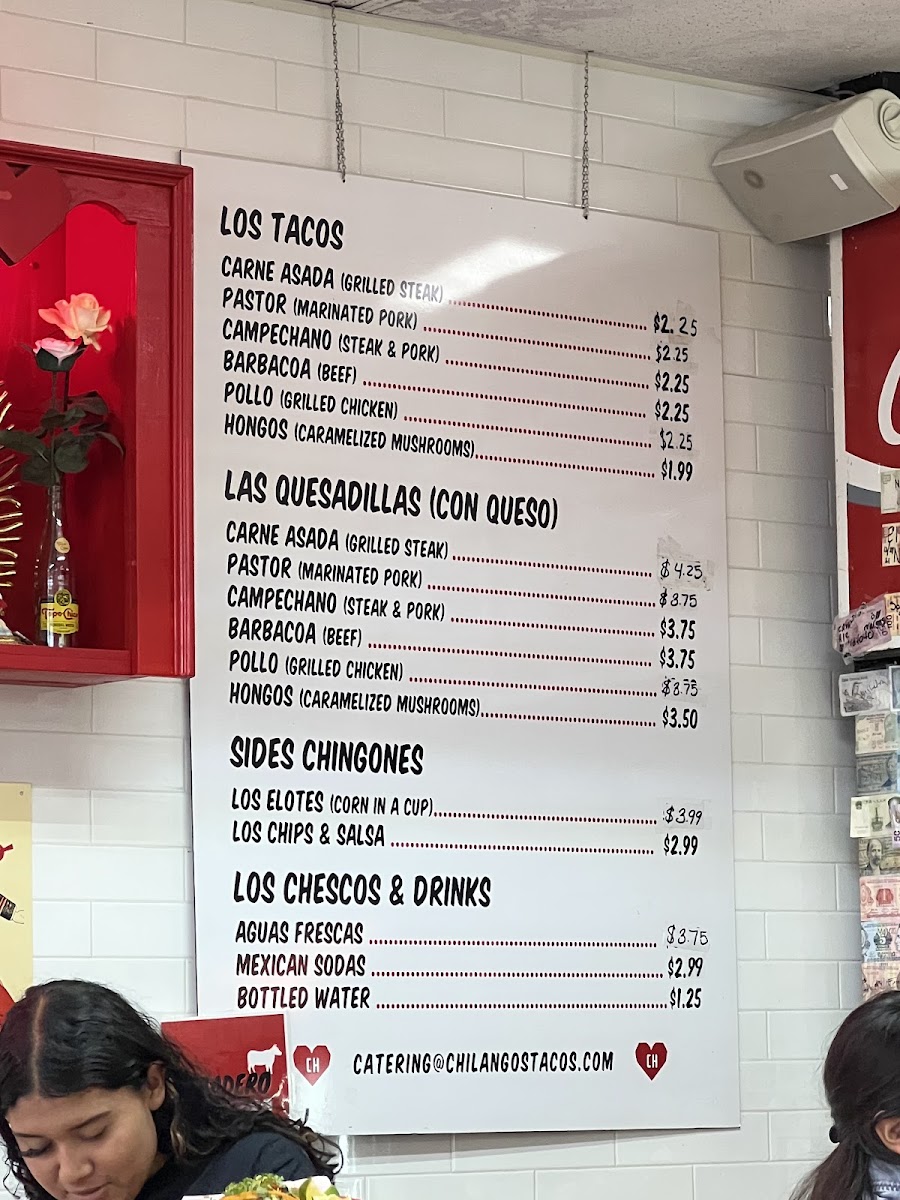 LOS TACOS
CARNE ASADA (GRILLED STEAK) $2.25
PASTOR (MARINATED PORK) $2.25
CAMPECHANO (STEAK & PORK) $2.25
BARBACOA (BEEF) $2.25
POLLO (GRILLED CHICKEN) $2.25
HONGOS (CARAMELIZED MUSHROOMS) $1.99
LAS QUESADILLAS (CON QUESO)
CARNE ASADA (GRILLED STEAK) $4.25
PASTOR (MARINATED PORK) $3.75
CAMPECHANO (STEAK & PORK) $3.75
BARBACOA (BEEF) $3.75
POLLO (GRILLED CHICKEN) $3.75
HONGOS (CARAMELIZED MUSHROOMS) $3.50
SIDES CHINGONES
LOS ELOTES (CORN IN A CUP) $3.99
LOS CHIPS & SALSA $2.99
LOS CHESCOS & DRINKS
AGUAS FRESCAS $3.75
MEXICAN SODAS $2.99
BOTTLED WATER $1.25
CH CATERING@CHILANGOSTACOS.COM CH
Topo Chico